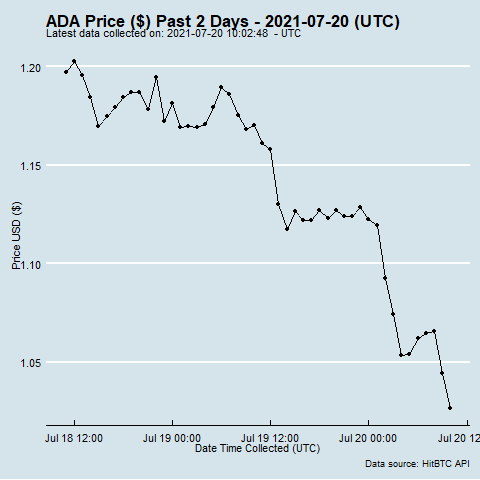 ADA Price ($) Past 2 Days - 2021-07-20 (UTC)
Latest data collected on: 2021-07-20 10:02:48 - UTC
1.20
1.15
1.10
1.05
Price USD ($)
Jul 18 12:00 Jul 19 00:00 Jul 19 12:00 Jul 20 00:00 Jul 20 12
Date Time Collected (UTC)
Data source: HitBTC API